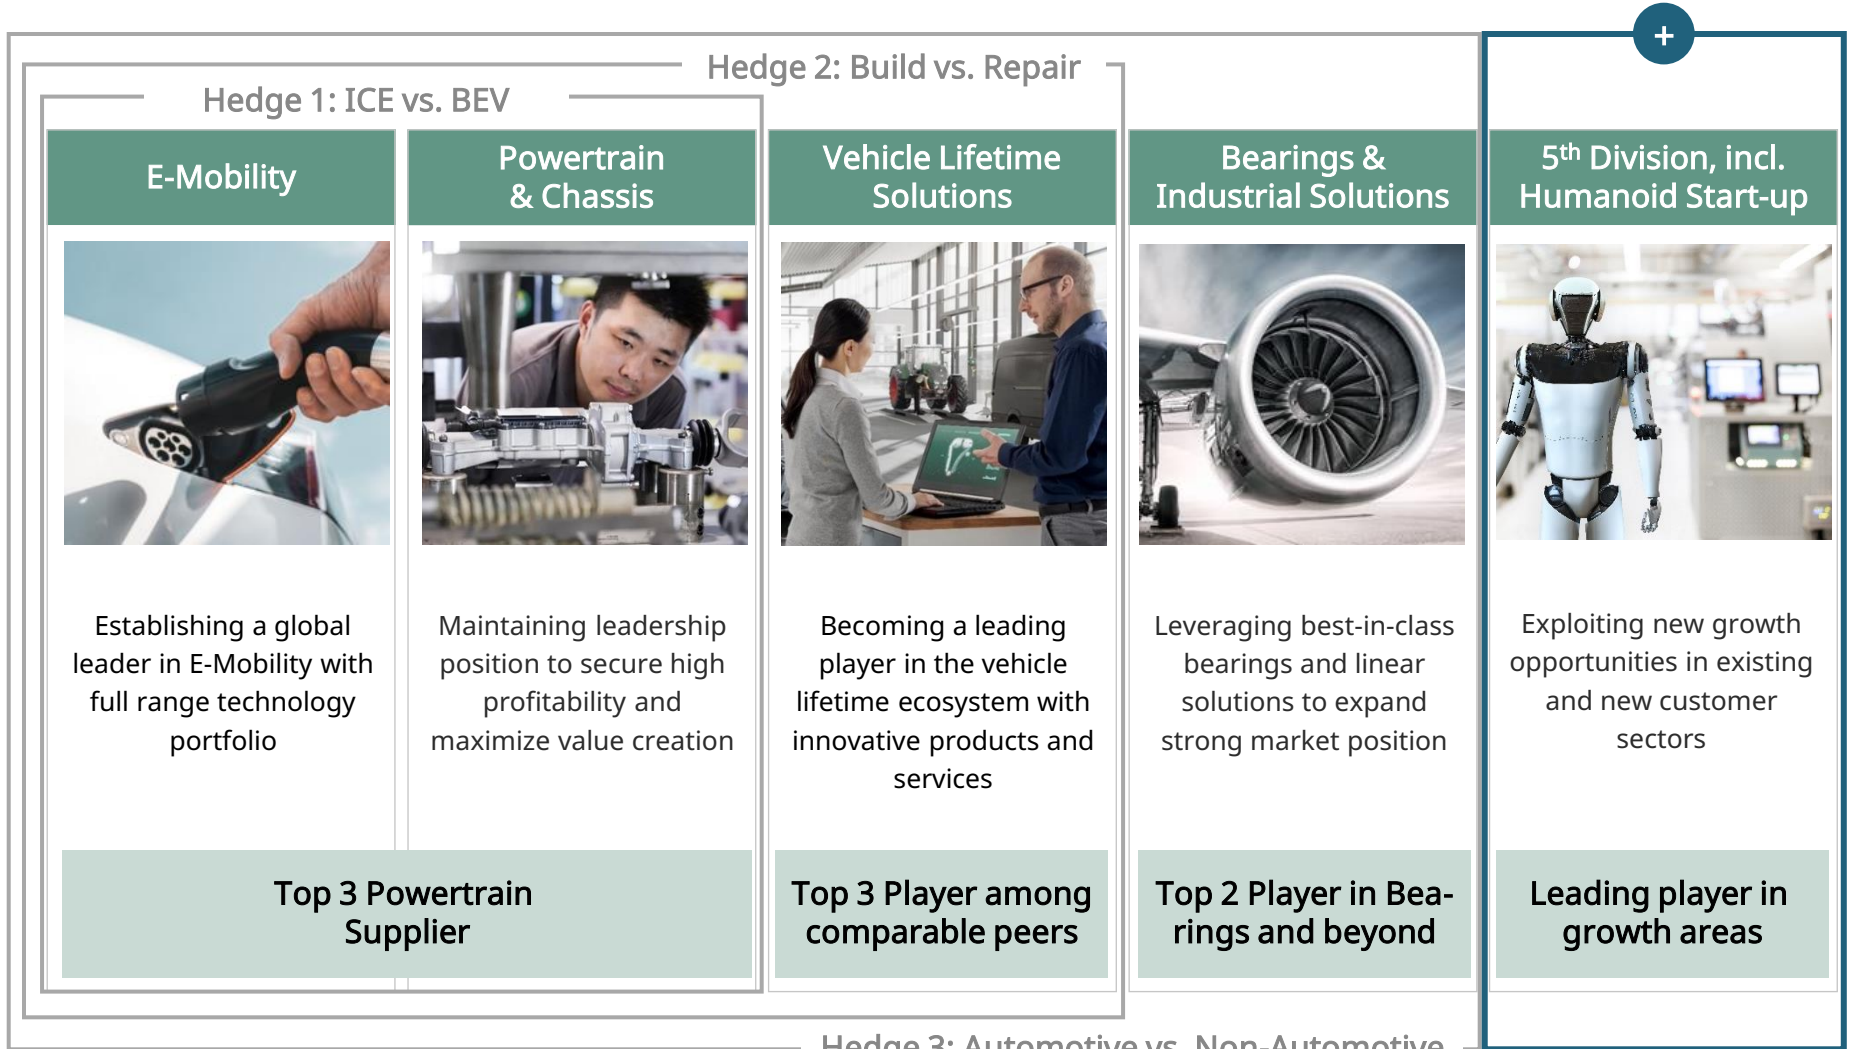 +
Hedge 2: Build vs. Repair
Hedge 1: ICE vs. BEV
E-Mobility
Powertrain
& Chassis
Vehicle Lifetime
Solutions
Bearings &
Industrial Solutions
5th Division, incl.
Humanoid Start-up
Establishing a global
leader in E-Mobility with
full range technology
portfolio
Maintaining leadership
position to secure high
profitability and
maximize value creation
Becoming a leading
player in the vehicle
lifetime ecosystem with
innovative products and
services
Leveraging best-in-class
bearings and linear
solutions to expand
strong market position
Exploiting new growth
opportunities in existing
and new customer
sectors
Top 3 Powertrain
Supplier
Top 3 Player among
comparable peers
Top 2 Player in Bea-
rings and beyond
Leading player in
growth areas
Hedge 3: Automotive vs. Non-Automotive